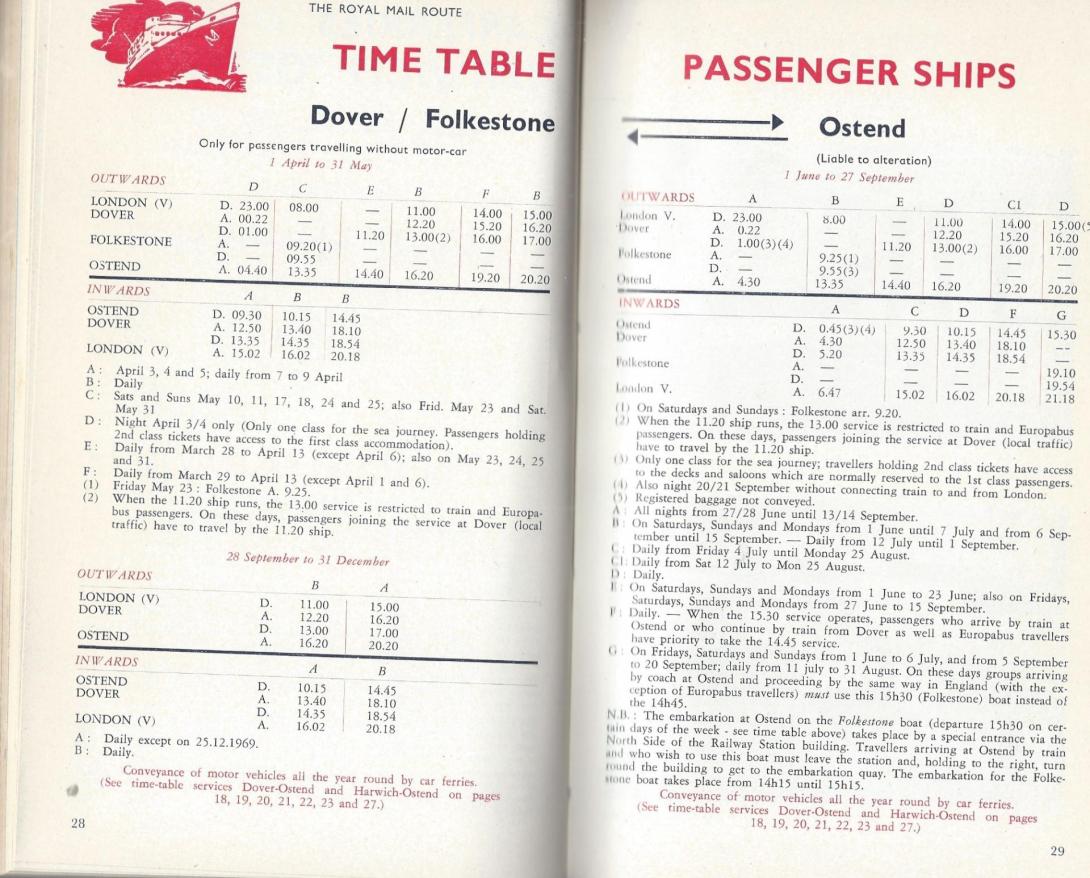 THE ROYAL MAIL ROUTE
TIME TABLE
Dover / Folkestone
Only for passengers travelling without motor-car
1 April to 31 May
OUTWARDS
D C E B F B
LONDON (V) D. 23.00 08.00 — 11.00 14.00 15.00
DOVER A. 00.22 — — 12.20 15.20 16.20
D. 01.00 — 11.20 13.00(2) 16.00 17.00
FOLKESTONE A. — 09.20(1) — — — —
D. — 09.55 — — — —
OSTEND A. 04.40 13.35 14.40 16.20 19.20 20.20
INWARDS
A B B
OSTEND D. 09.30 10.15 14.45
DOVER A. 12.50 13.40 18.10
D. 13.35 14.35 18.54
LONDON (V) A. 15.02 16.02 20.18
A : April 3, 4 and 5; daily from 7 to 9 April
B : Daily
C : Sats and Suns May 10, 11, 17, 18, 24 and 25; also Frid. May 23 and Sat.
May 31
D : Night April 3/4 only (Only one class for the sea journey. Passengers holding
2nd class tickets have access to the first class accommodation).
E : Daily from March 28 to April 13 (except April 6); also on May 23, 24, 25
and 31.
F : Daily from March 29 to April 13 (except April 1 and 6).
(1) Friday May 23 : Folkestone A. 9.25.
(2) When the 11.20 ship runs, the 13.00 service is restricted to train and Europa-
bus passengers. On these days, passengers joining the service at Dover (local
traffic) have to travel by the 11.20 ship.
28 September to 31 December
OUTWARDS
B A
LONDON (V) D. 11.00 15.00
DOVER A. 12.20 16.20
D. 13.00 17.00
OSTEND A. 16.20 20.20
INWARDS
A B
OSTEND D. 10.15 14.45
DOVER A. 13.40 18.10
D. 14.35 18.54
LONDON (V) A. 16.02 20.18
A : Daily except on 25.12.1969.
B : Daily.
Conveyance of motor vehicles all the year round by car ferries.
(See time-table services Dover-Ostend and Harwich-Ostend on pages
18, 19, 20, 21, 22, 23 and 27.)
28
PASSENGER SHIPS
Ostend
(Liable to alteration)
1 June to 27 September
OUTWARDS A B E D C1 D
London V. D. 23.00 8.00 — 11.00 14.00 15.00(5
Dover A. 0.22 — — 12.20 15.20 16.20
D. 1.00(3)(4) — 11.20 13.00(2) 16.00 17.00
Folkestone A. — 9.25(1) — — — —
D. — 9.55(3) — — — —
Ostend A. 4.30 13.35 14.40 16.20 19.20 20.20
INWARDS A C D F G
Ostend D. 0.45(3)(4) 9.30 10.15 14.45 15.30
Dover A. 4.30 12.50 13.40 18.10 --
D. 5.20 13.35 14.35 18.54 —
Folkestone A. — — — — 19.10
D. — — — — 19.54
London V. A. 6.47 15.02 16.02 20.18 21.18
(1) On Saturdays and Sundays : Folkestone arr. 9.20.
(2) When the 11.20 ship runs, the 13.00 service is restricted to train and Europabus
passengers. On these days, passengers joining the service at Dover (local traffic)
have to travel by the 11.20 ship.
(3) Only one class for the sea journey; travellers holding 2nd class tickets have access
to the decks and saloons which are normally reserved to the 1st class passengers.
(4) Also night 20/21 September without connecting train to and from London.
(5) Registered baggage not conveyed.
A : All nights from 27/28 June until 13/14 September.
B : On Saturdays, Sundays and Mondays from 1 June until 7 July and from 6 Sep-
tember until 15 September. — Daily from 12 July until 1 September.
C : Daily from Friday 4 July until Monday 25 August.
C1: Daily from Sat 12 July to Mon 25 August.
D : Daily.
E : On Saturdays, Sundays and Mondays from 1 June to 23 June; also on Fridays,
Saturdays, Sundays and Mondays from 27 June to 15 September.
F : Daily. — When the 15.30 service operates, passengers who arrive by train at
Ostend or who continue by train from Dover as well as Europabus travellers
have priority to take the 14.45 service.
G : On Fridays, Saturdays and Sundays from 1 June to 6 July, and from 5 September
to 20 September; daily from 11 july to 31 August. On these days groups arriving
by coach at Ostend and proceeding by the same way in England (with the ex-
ception of Europabus travellers) must use this 15h30 (Folkestone) boat instead of
the 14h45.
N.B. : The embarkation at Ostend on the Folkestone boat (departure 15h30 on cer-
tain days of the week - see time table above) takes place by a special entrance via the
North Side of the Railway Station building. Travellers arriving at Ostend by train
and who wish to use this boat must leave the station and, holding to the right, turn
round the building to get to the embarkation quay. The embarkation for the Folke-
stone boat takes place from 14h15 until 15h15.
Conveyance of motor vehicles all the year round by car ferries.
(See time-table services Dover-Ostend and Harwich-Ostend on pages
18, 19, 20, 21, 22, 23 and 27.)
29